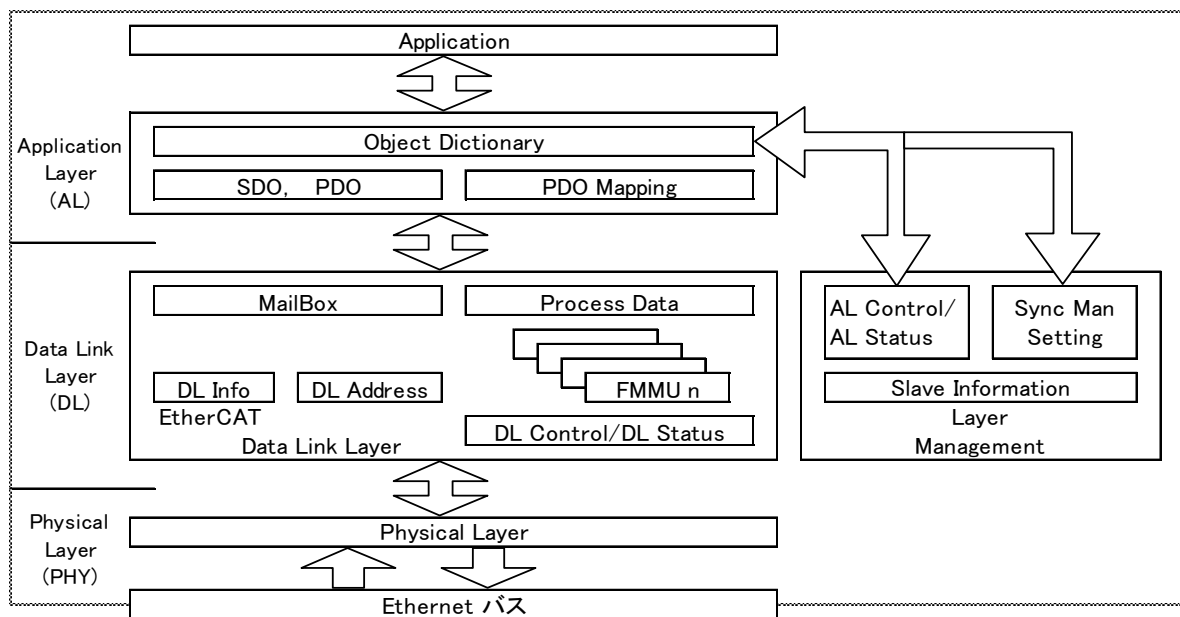 Application
Application
Layer
(AL)
Object Dictionary
SDO, PDO
PDO Mapping
Data Link
Layer
(DL)
MailBox
Process Data
DL Info
DL Address
FMMU n
EtherCAT
Data Link Layer
DL Control/DL Status
AL Control/
AL Status
Sync Man
Setting
Slave Information
Layer
Management
Physical
Layer
(PHY)
Physical Layer
Ethernet バス